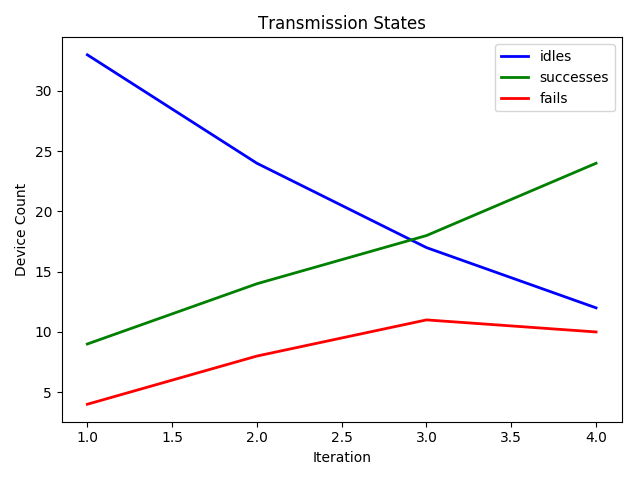 Transmission States
idles
successes
fails
Device Count
30
25
20
15
10
5
1.0 1.5 2.0 2.5 3.0 3.5 4.0
Iteration